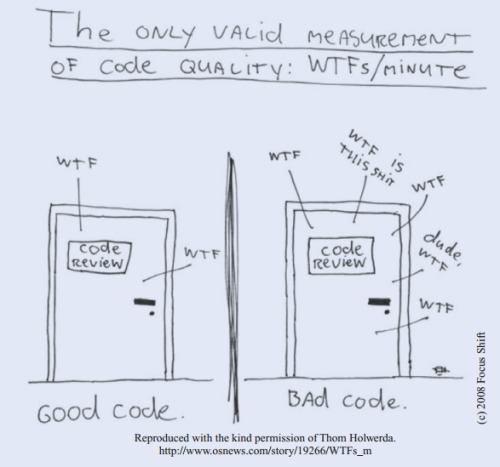 The ONLY VALID MEASUREMENT
OF Code QUALITY: WTFs/MINUTE
WTF
code
REVIEW
WTF
GOOD code.
WTF
WTF IS
THIS SHIT
WTF
code
REVIEW
dude,
WTF
WTF
BAd code.
(c) 2008 Focus Shift
Reproduced with the kind permission of Thom Holwerda.
http://www.osnews.com/story/19266/WTFs_m